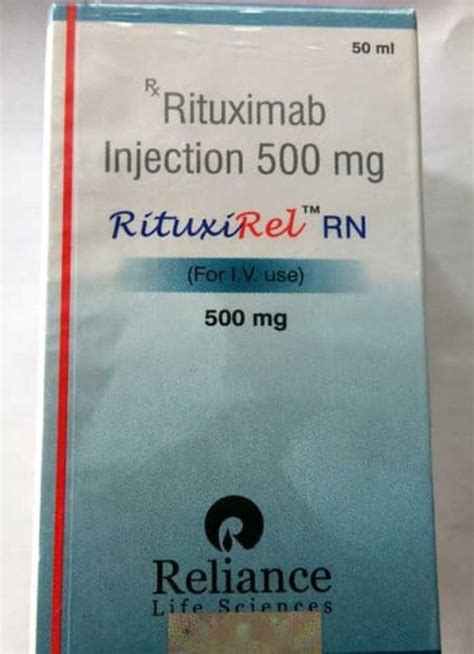 50 ml
Rx Rituximab
Injection 500 mg
RituxiRel™ RN
(For I.V. use)
500 mg
R
Reliance
Life Sciences